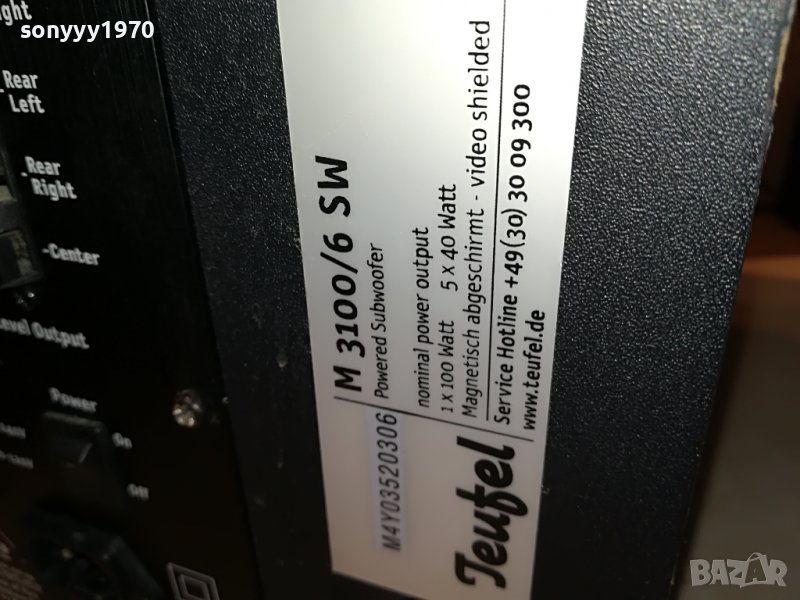 sonyyy1970
ight
Rear
Left
Rear
Right
Center
Level Output
Power
On
Off
M 3100/6 SW
Powered Subwoofer
nominal power output
1 x 100 Watt 5 x 40 Watt
Magnetisch abgeschirmt - video shielded
Service Hotline +49(30) 30 09 300
www.teufel.de
M4Y03520306
Teufel
BAZAR